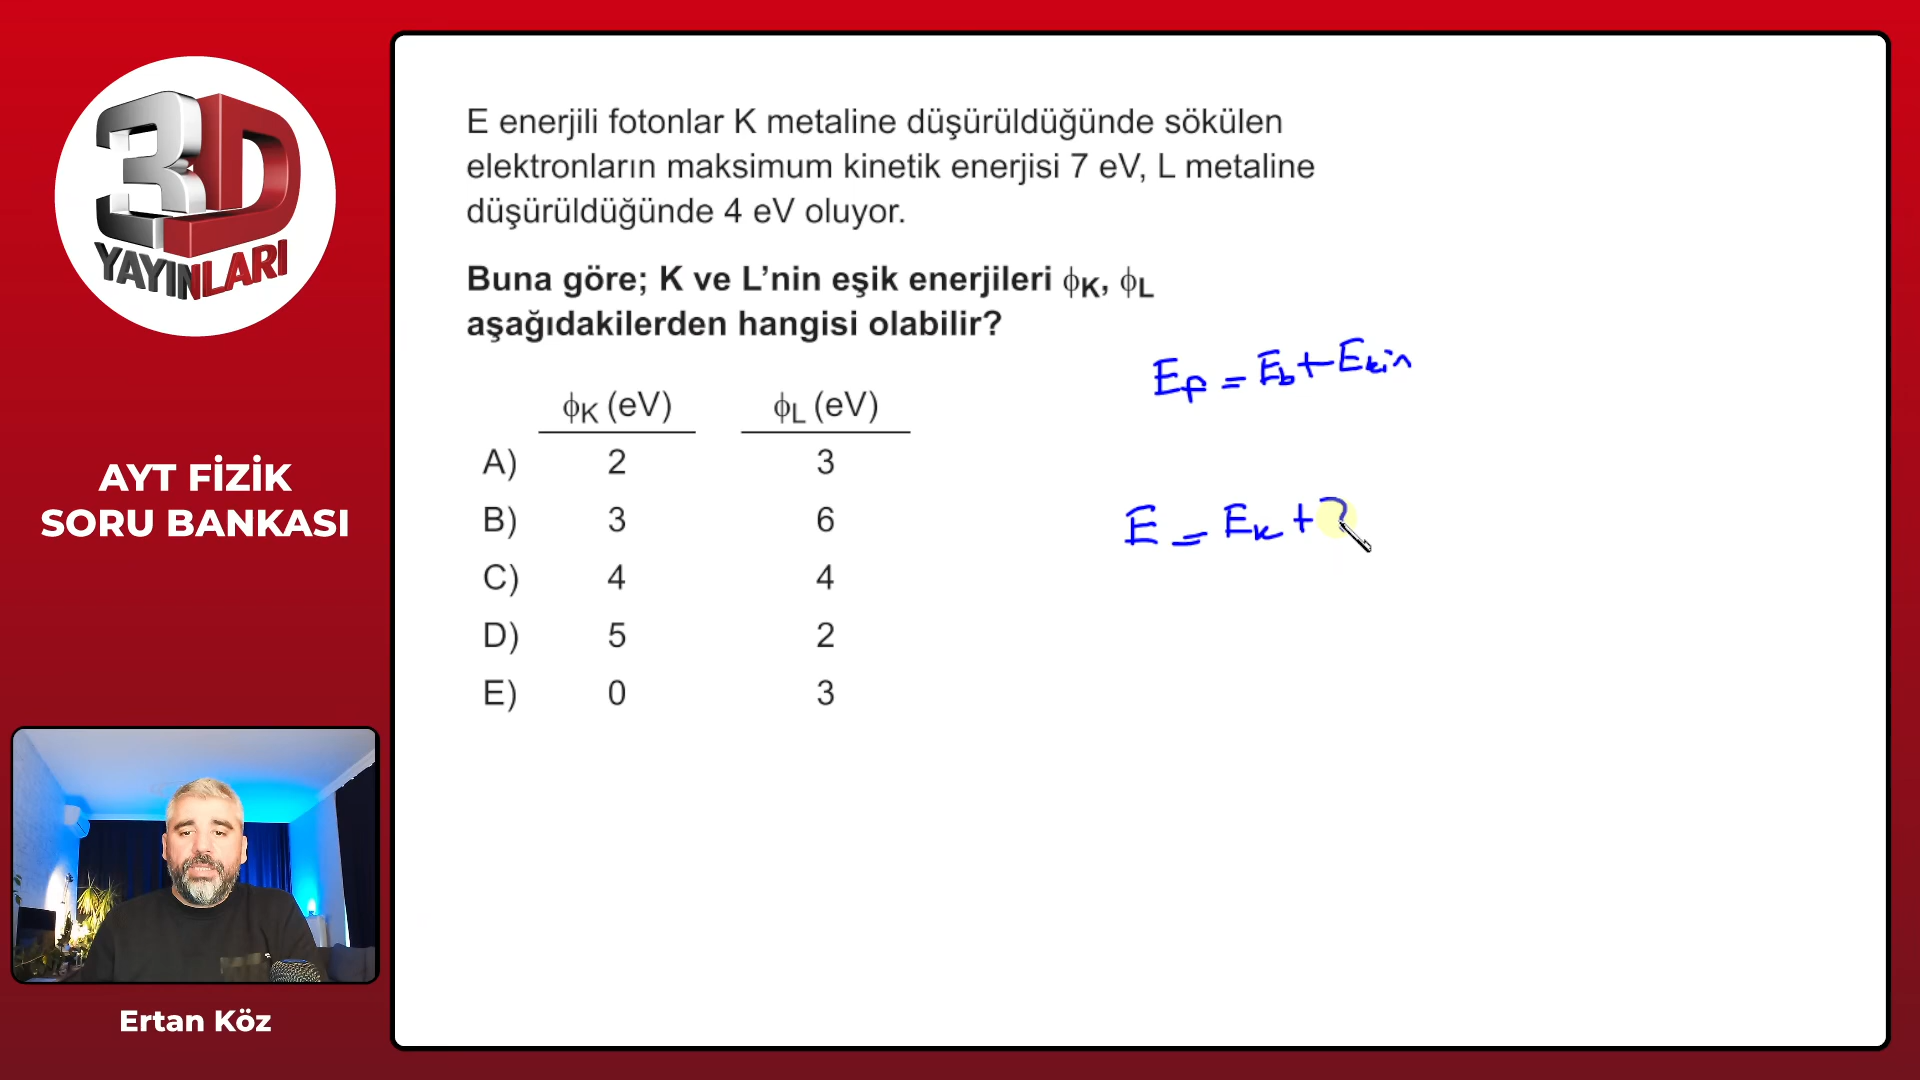 3D
YAYINLARI
AYT FİZİK
SORU BANKASI
Ertan Köz
E enerjili fotonlar K metaline düşürüldüğünde sökülen
elektronların maksimum kinetik enerjisi 7 eV, L metaline
düşürüldüğünde 4 eV oluyor.
Buna göre; K ve L’nin eşik enerjileri ϕK, ϕL
aşağıdakilerden hangisi olabilir?
ϕK (eV) ϕL (eV)
A) 2 3
B) 3 6
C) 4 4
D) 5 2
E) 0 3
Ef = Eb + Ekin
E = EK +